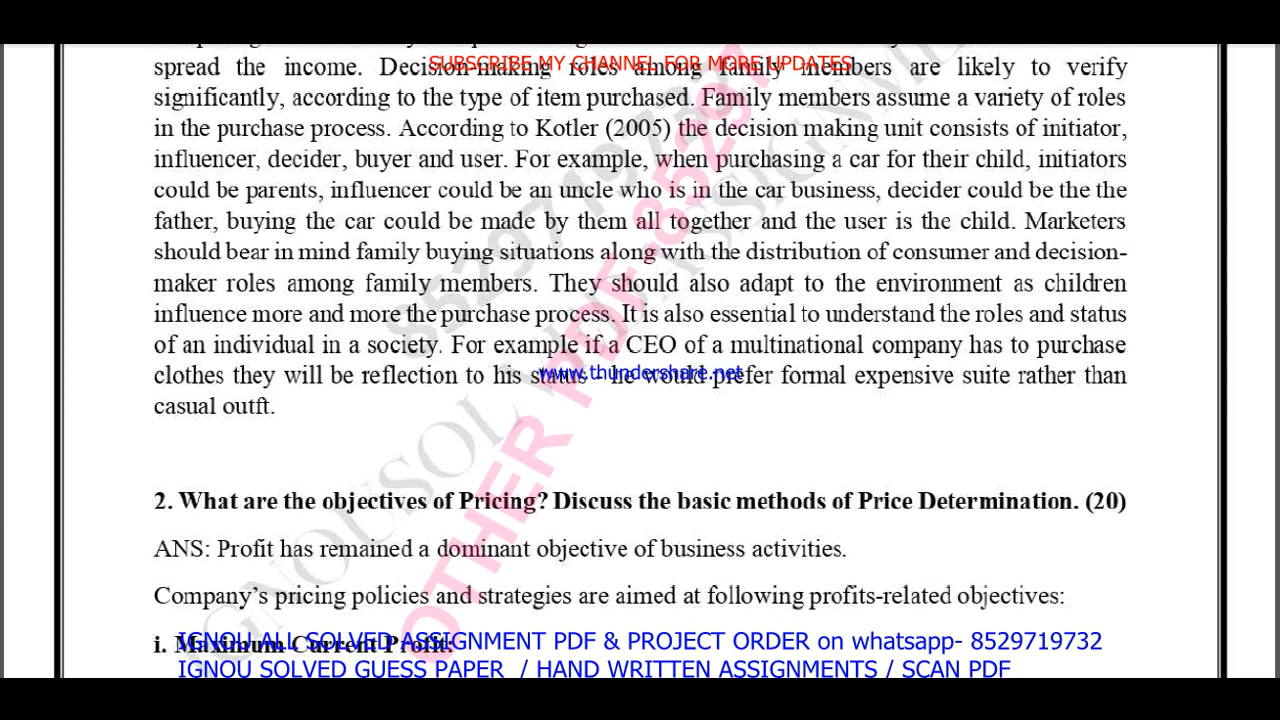 SUBSCRIBE MY CHANNEL FOR MORE UPDATES
spread the income. Decision-making roles among family members are likely to verify
significantly, according to the type of item purchased. Family members assume a variety of roles
in the purchase process. According to Kotler (2005) the decision making unit consists of initiator,
influencer, decider, buyer and user. For example, when purchasing a car for their child, initiators
could be parents, influencer could be an uncle who is in the car business, decider could be the the
father, buying the car could be made by them all together and the user is the child. Marketers
should bear in mind family buying situations along with the distribution of consumer and decision-
maker roles among family members. They should also adapt to the environment as children
influence more and more the purchase process. It is also essential to understand the roles and status
of an individual in a society. For example if a CEO of a multinational company has to purchase
clothes they will be reflection to his status – he would prefer formal expensive suite rather than
www.thundershare.net
casual outft.
2. What are the objectives of Pricing? Discuss the basic methods of Price Determination. (20)
ANS: Profit has remained a dominant objective of business activities.
Company's pricing policies and strategies are aimed at following profits-related objectives:
i. Maximum Current Profit:
IGNOU ALL SOLVED ASSIGNMENT PDF & PROJECT ORDER on whatsapp- 8529719732
IGNOU SOLVED GUESS PAPER / HAND WRITTEN ASSIGNMENTS / SCAN PDF
OTHER PDF-85297
8529719732